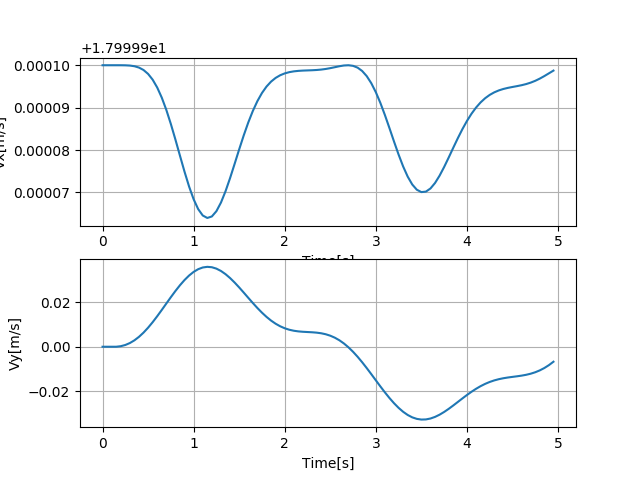 +1.79999e1
0.00010
0.00009
0.00008
0.00007
Vx[m/s]
0 1 2 3 4 5
Time[s]
0.02
0.00
−0.02
Vy[m/s]
0 1 2 3 4 5
Time[s]